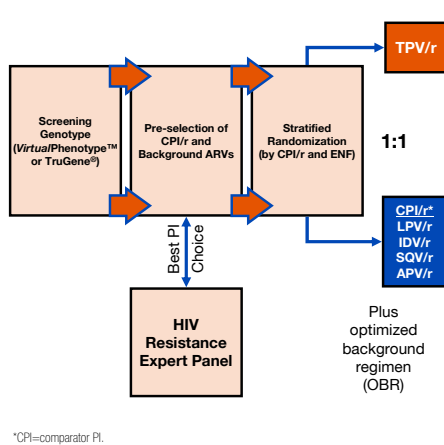 TPV/r
Screening
Genotype
(VirtualPhenotype™
or TruGene®)
Pre-selection of
CPI/r and
Background ARVs
Stratified
Randomization
(by CPI/r and ENF)
1:1
CPI/r*
LPV/r
IDV/r
SQV/r
APV/r
Best PI
Choice
HIV
Resistance
Expert Panel
Plus
optimized
background
regimen
(OBR)
*CPI=comparator PI.